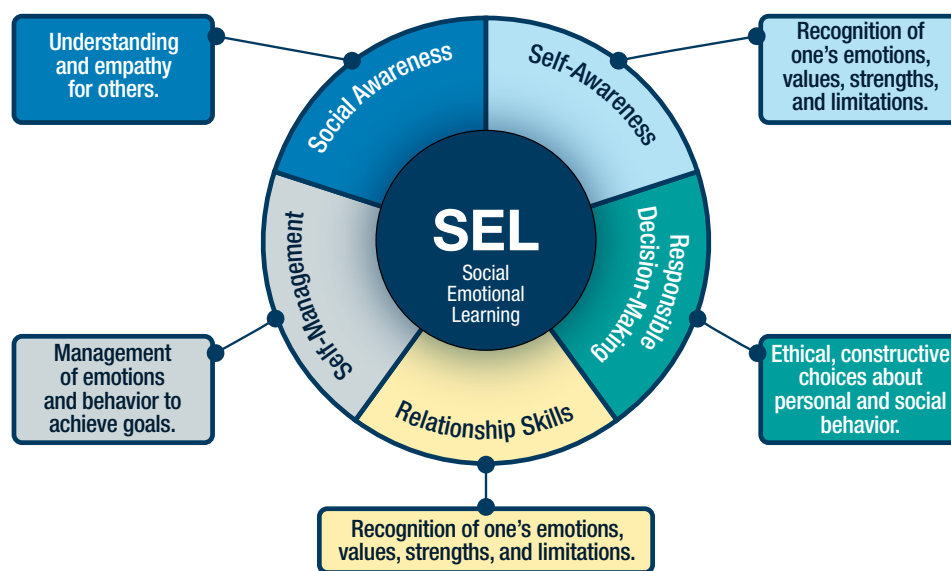 Understanding
and empathy
for others.
Social Awareness
Self-Awareness
Recognition of
one’s emotions,
values, strengths,
and limitations.
SEL
Social
Emotional
Learning
Self-Management
Responsible
Decision-Making
Management
of emotions
and behavior to
achieve goals.
Relationship Skills
Ethical, constructive
choices about
personal and social
behavior.
Recognition of one’s emotions,
values, strengths, and limitations.